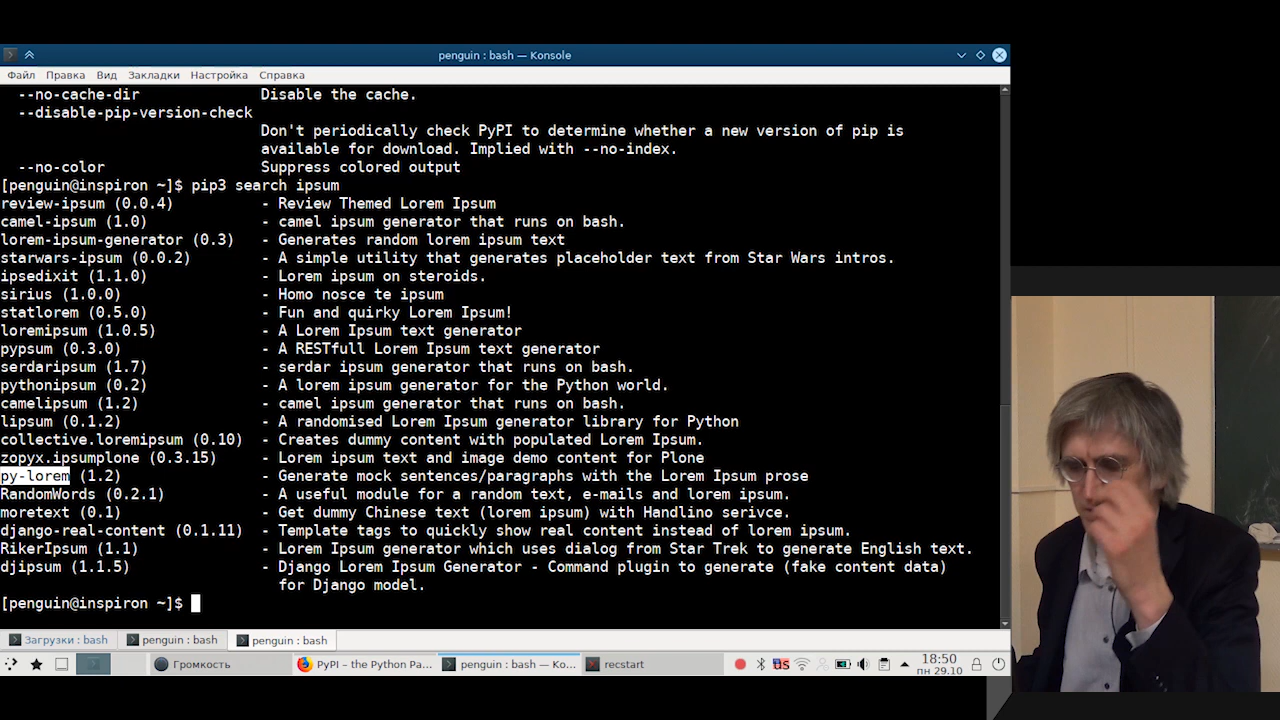 penguin : bash — Konsole
Файл Правка Вид Закладки Настройка Справка
--no-cache-dir Disable the cache.
--disable-pip-version-check
Don't periodically check PyPI to determine whether a new version of pip is
available for download. Implied with --no-index.
--no-color Suppress colored output
[penguin@inspiron ~]$ pip3 search ipsum
review-ipsum (0.0.4) - Review Themed Lorem Ipsum
camel-ipsum (1.0) - camel ipsum generator that runs on bash.
lorem-ipsum-generator (0.3) - Generates random lorem ipsum text
starwars-ipsum (0.0.2) - A simple utility that generates placeholder text from Star Wars intros.
ipsedixit (1.1.0) - Lorem ipsum on steroids.
sirius (1.0.0) - Homo nosce te ipsum
statlorem (0.5.0) - Fun and quirky Lorem Ipsum!
loremipsum (1.0.5) - A Lorem Ipsum text generator
pypsum (0.3.0) - A RESTfull Lorem Ipsum text generator
serdaripsum (1.7) - serdar ipsum generator that runs on bash.
pythonipsum (0.2) - A lorem ipsum generator for the Python world.
camelipsum (1.2) - camel ipsum generator that runs on bash.
lipsum (0.1.2) - A randomised Lorem Ipsum generator library for Python
collective.loremipsum (0.10) - Creates dummy content with populated Lorem Ipsum.
zopyx.ipsumplone (0.3.15) - Lorem ipsum text and image demo content for Plone
py-lorem (1.2) - Generate mock sentences/paragraphs with the Lorem Ipsum prose
RandomWords (0.2.1) - A useful module for a random text, e-mails and lorem ipsum.
moretext (0.1) - Get dummy Chinese text (lorem ipsum) with Handlino serivce.
django-real-content (0.1.11) - Template tags to quickly show real content instead of lorem ipsum.
RikerIpsum (1.1) - Lorem Ipsum generator which uses dialog from Star Trek to generate English text.
djipsum (1.1.5) - Django Lorem Ipsum Generator - Command plugin to generate (fake content data)
for Django model.
[penguin@inspiron ~]$
Загрузки : bash penguin : bash penguin : bash
Громкость PyPI – the Python Pa... penguin : bash — Ko... recstart US 18:50
пн 29.10